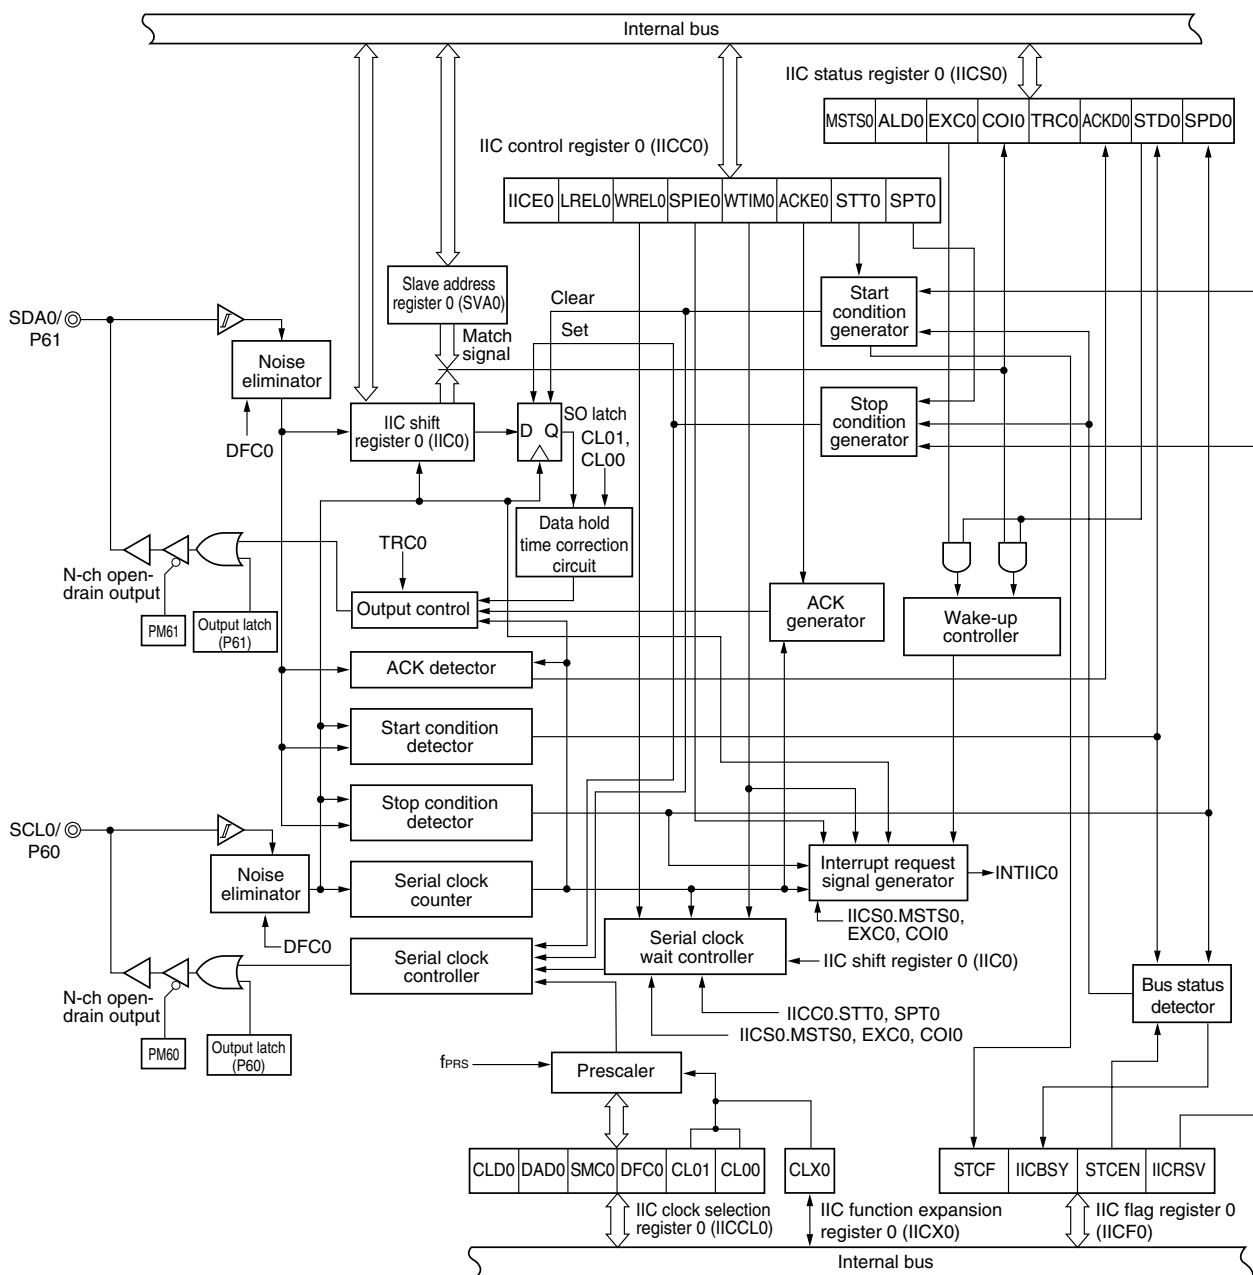 Internal bus
IIC status register 0 (IICS0)
MSTS0 ALD0 EXC0 COI0 TRC0 ACKD0 STD0 SPD0
IIC control register 0 (IICC0)
IICE0 LREL0 WREL0 SPIE0 WTIM0 ACKE0 STT0 SPT0
Slave address
register 0 (SVA0)
Clear
Start
condition
generator
SDA0/
P61
Set
Match
signal
Noise
eliminator
Stop
condition
generator
IIC shift
register 0 (IIC0)
SO latch
D Q
CL01,
CL00
DFC0
Data hold
time correction
circuit
TRC0
N-ch open-
drain output
PM61
Output latch
(P61)
Output control
ACK
generator
Wake-up
controller
ACK detector
Start condition
detector
Stop condition
detector
SCL0/
P60
Noise
eliminator
Serial clock
counter
Interrupt request
signal generator
INTIIC0
IICS0.MSTS0,
EXC0, COI0
DFC0
Serial clock
controller
Serial clock
wait controller
IIC shift register 0 (IIC0)
Bus status
detector
N-ch open-
drain output
IICC0.STT0, SPT0
IICS0.MSTS0, EXC0, COI0
PM60
Output latch
(P60)
fPRS
Prescaler
CLD0 DAD0 SMC0 DFC0 CL01 CL00
CLX0
STCF IICBSY STCEN IICRSV
IIC clock selection
register 0 (IICCL0)
IIC function expansion
register 0 (IICX0)
IIC flag register 0
(IICF0)
Internal bus